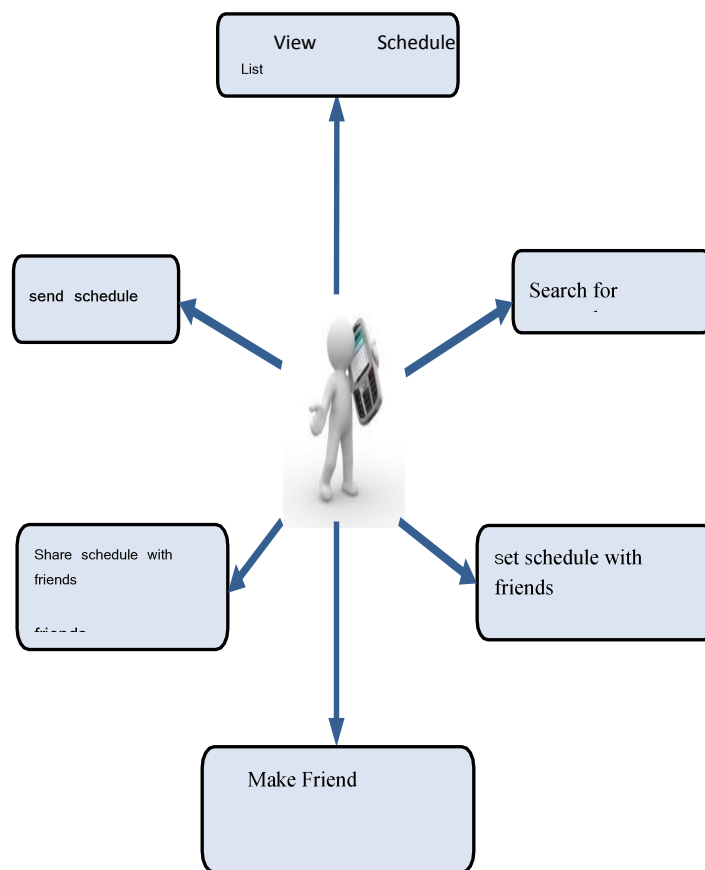 View Schedule
List
send schedule
Search for
Share schedule with
friends
set schedule with
friends
Make Friend